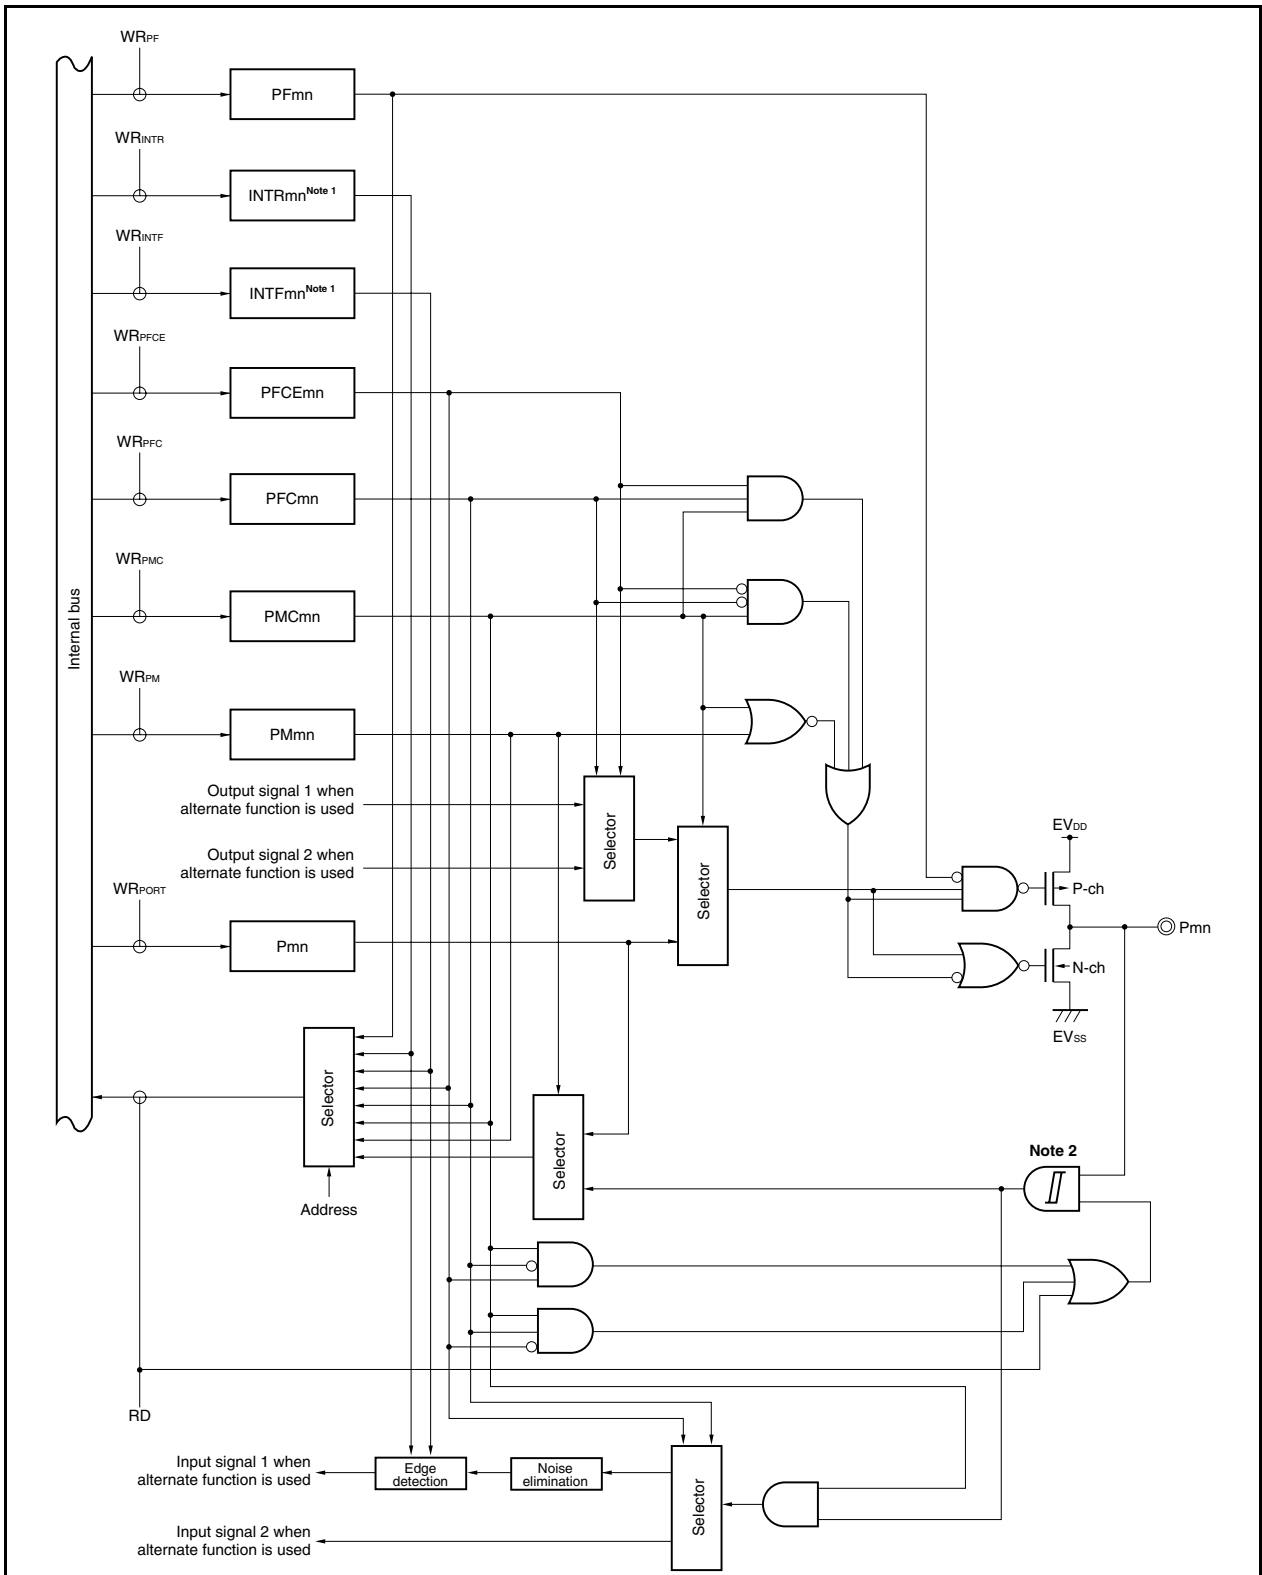 WRPF
PFmn
WRINTR
INTRmnNote 1
WRINTF
INTFmnNote 1
WRPFCE
PFCEmn
WRPFC
PFCmn
WRPMC
PMCmn
Internal bus
WRPM
PMmn
Output signal 1 when
alternate function is used
Output signal 2 when
alternate function is used
Selector
Selector
EVDD
P-ch
WRPORT
Pmn
Pmn
N-ch
EVSS
Selector
Selector
Note 2
Address
RD
Input signal 1 when
alternate function is used
Edge
detection
Noise
elimination
Selector
Input signal 2 when
alternate function is used